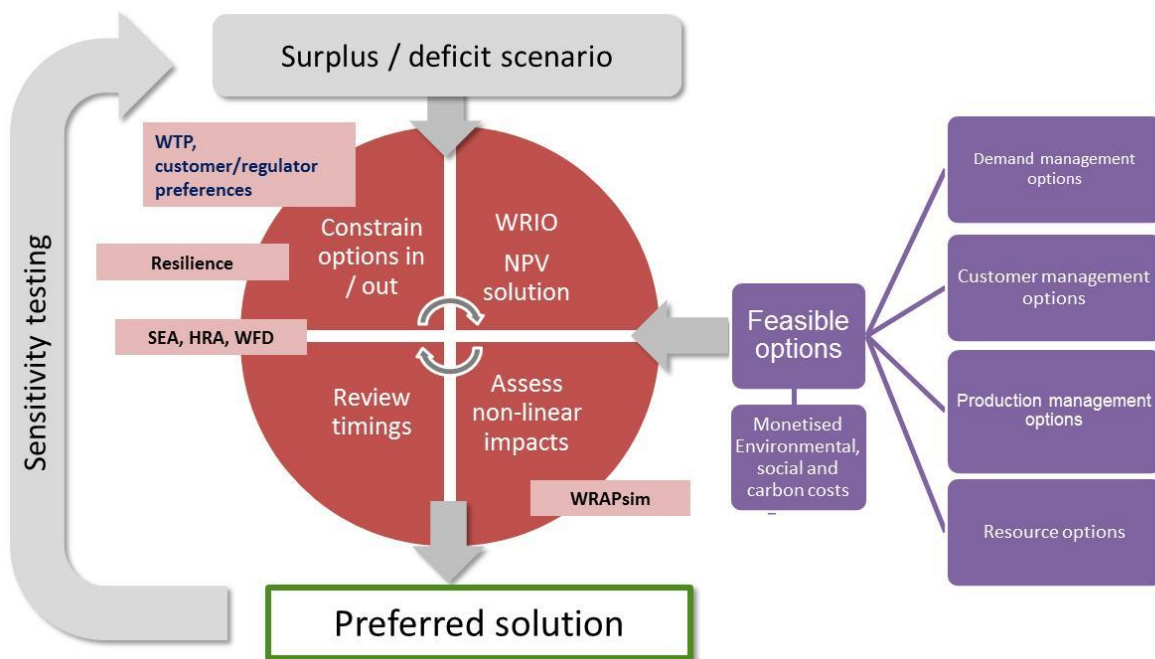 Surplus / deficit scenario
WTP,
customer/regulator
preferences
Resilience
SEA, HRA, WFD
Sensitivity testing
Constrain
options in
/ out
WRIO
NPV
solution
Review
timings
Assess
non-linear
impacts
WRAPsim
Preferred solution
Feasible
options
Monetised
Environmental,
social and
carbon costs
Demand management
options
Customer management
options
Production management
options
Resource options